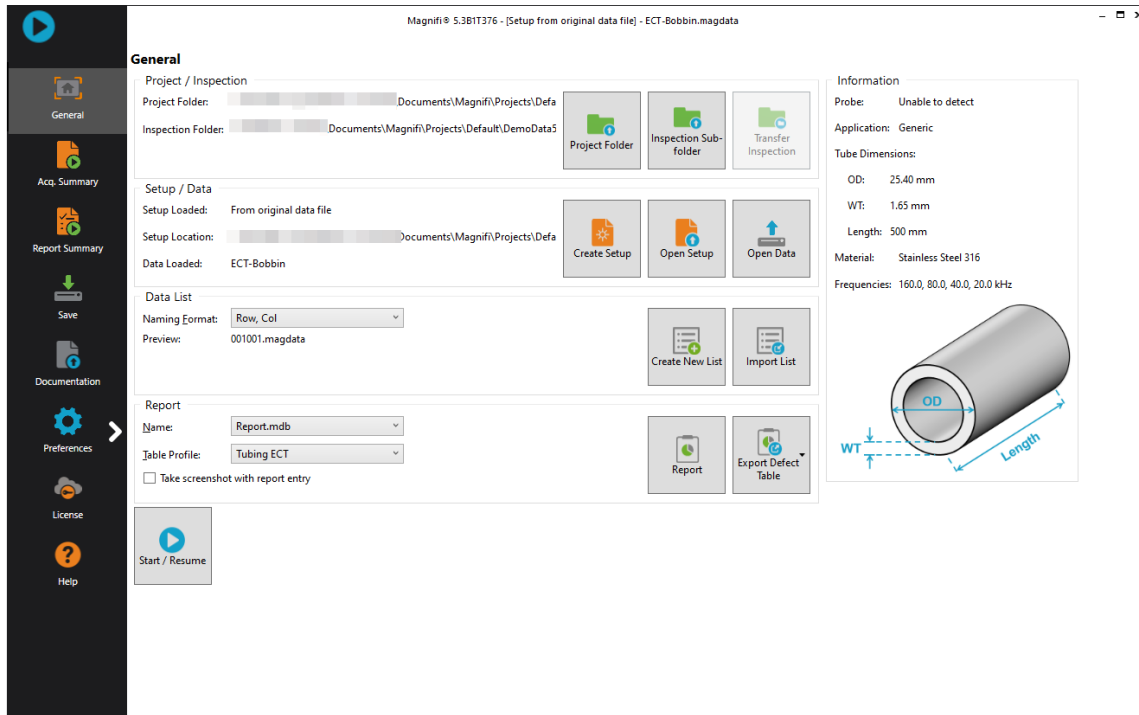 Magnifi® 5.3B1T376 - [Setup from original data file] - ECT-Bobbin.magdata
General
Acq. Summary
Report Summary
Save
Documentation
Preferences
License
Help
General
Project / Inspection
Project Folder: Documents\Magnifi\Projects\Defa
Inspection Folder: Documents\Magnifi\Projects\Default\DemoData5
Project Folder
Inspection Sub-
folder
Transfer
Inspection
Setup / Data
Setup Loaded: From original data file
Setup Location: Documents\Magnifi\Projects\Defa
Data Loaded: ECT-Bobbin
Create Setup
Open Setup
Open Data
Data List
Naming Format: Row, Col
Preview: 001001.magdata
Create New List
Import List
Report
Name: Report.mdb
Table Profile: Tubing ECT
Take screenshot with report entry
Report
Export Defect
Table
Start / Resume
Information
Probe: Unable to detect
Application: Generic
Tube Dimensions:
OD: 25.40 mm
WT: 1.65 mm
Length: 500 mm
Material: Stainless Steel 316
Frequencies: 160.0, 80.0, 40.0, 20.0 kHz
OD
WT
Length